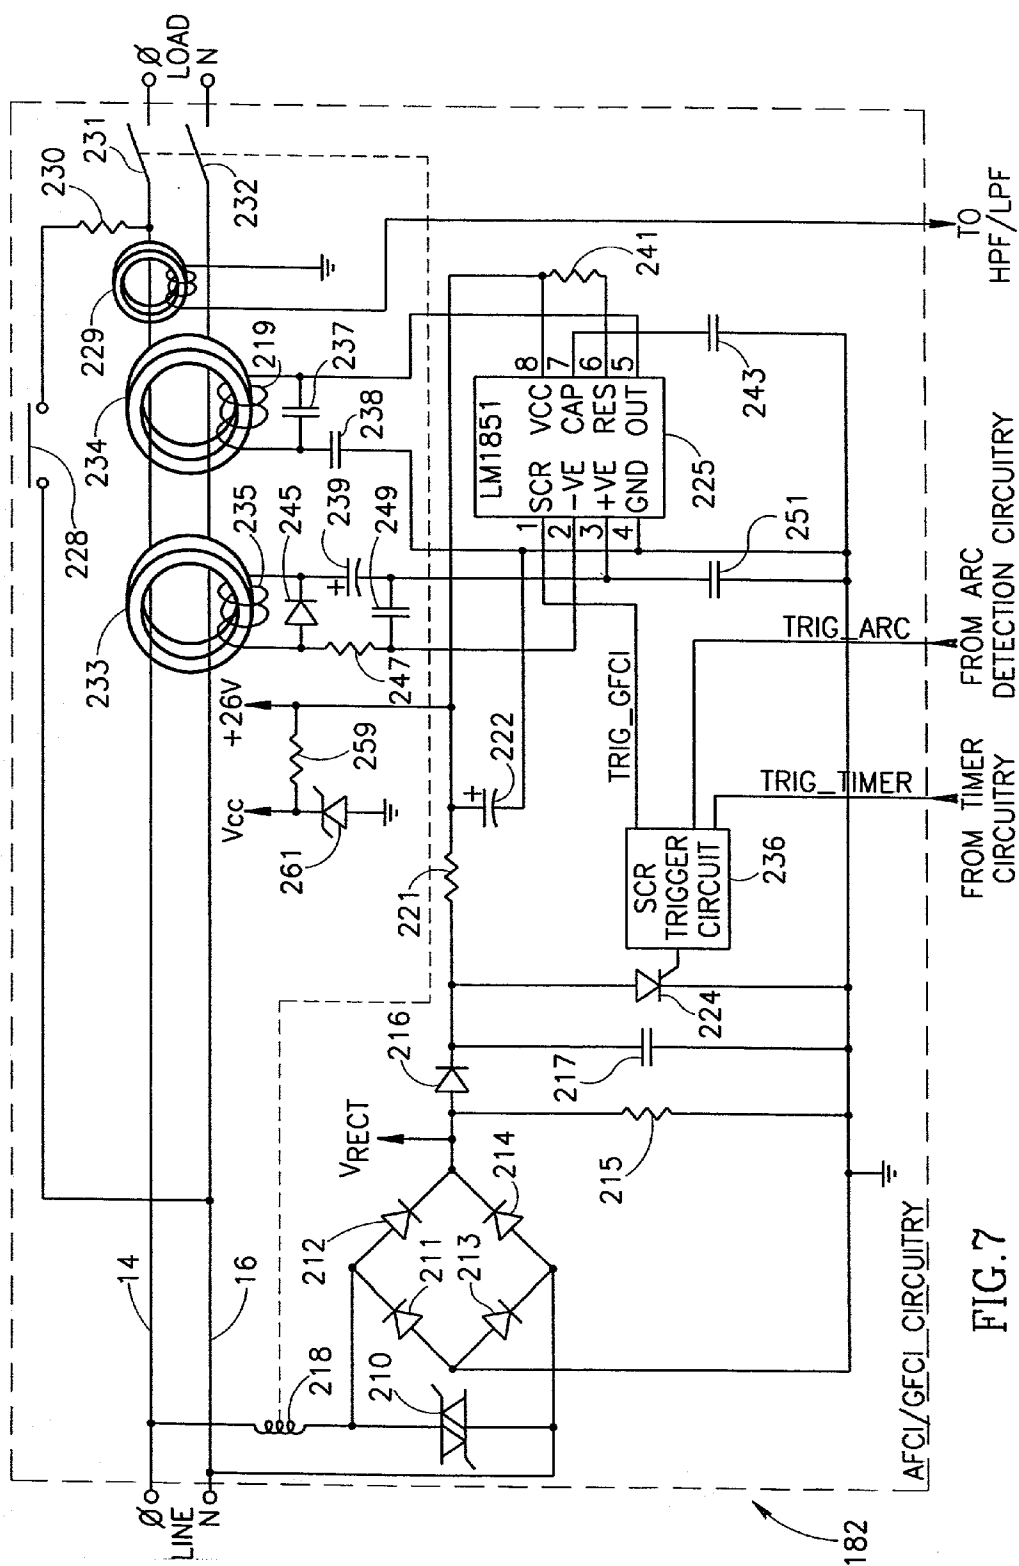 LINE
Ø
N
14
16
218
210
212
211
213
214
VRECT
216
215
217
224
221
222
Vcc
+26V
261
259
233
235
245
239
249
247
228
234
219
237
238
229
230
231
232
Ø
LOAD
N
LM1851
1 SCR VCC 8
2 -VE CAP 7
3 +VE RES 6
4 GND OUT 5
225
241
243
251
TRIG_GFCI
SCR
TRIGGER
CIRCUIT
236
TRIG_ARC
TRIG_TIMER
FROM TIMER
CIRCUITRY
FROM ARC
DETECTION CIRCUITRY
TO
HPF/LPF
AFCI/GFCI CIRCUITRY
182
FIG.7